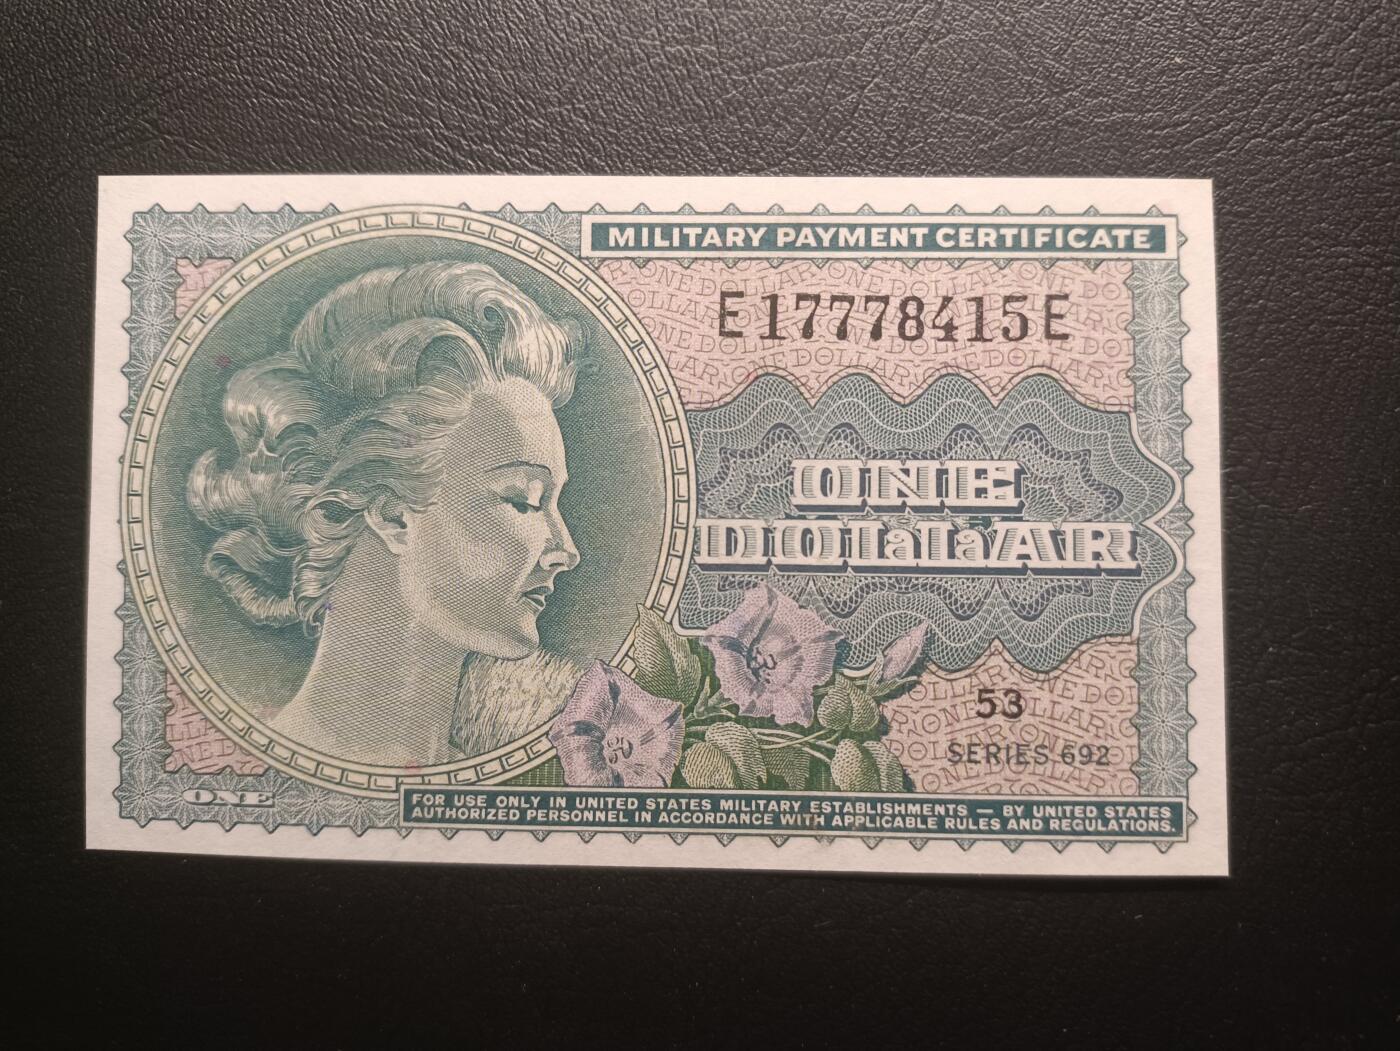 MILITARY PAYMENT CERTIFICATE
E17778415E
ONE
DOLLAR
53
SERIES 692
ONE
FOR USE ONLY IN UNITED STATES MILITARY ESTABLISHMENTS — BY UNITED STATES
AUTHORIZED PERSONNEL IN ACCORDANCE WITH APPLICABLE RULES AND REGULATIONS.